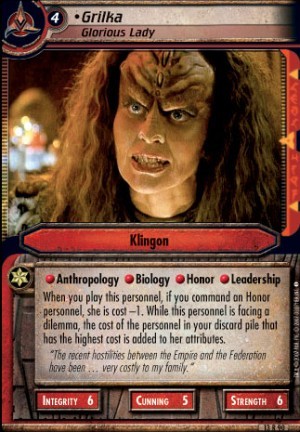 4
•Grilka
Glorious Lady
Klingon
Anthropology Biology Honor Leadership
When you play this personnel, if you command an Honor
personnel, she is cost –1. While this personnel is facing a
dilemma, the cost of the personnel in your discard pile that
has the highest cost is added to her attributes.
"The recent hostilities between the Empire and the Federation
have been ... very costly to my family."
Integrity 6 Cunning 5 Strength 6